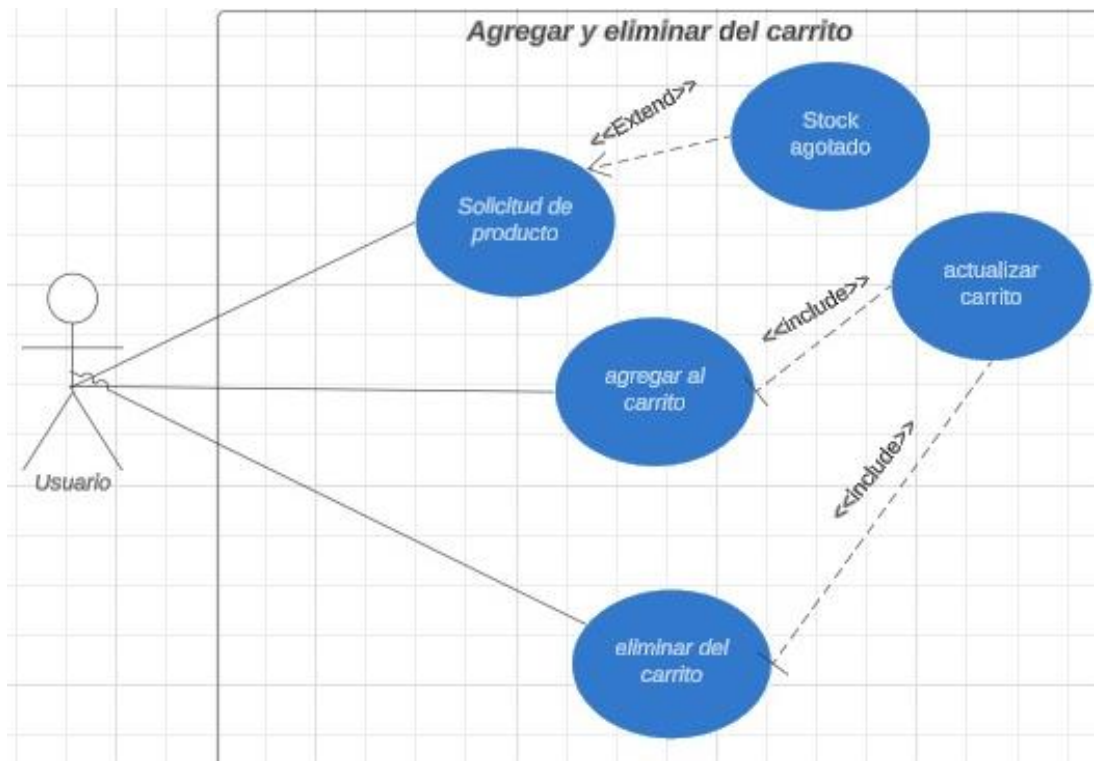 Agregar y eliminar del carrito
<<Extend>>
Stock
agotado
Solicitud de
producto
actualizar
carrito
<<include>>
agregar al
carrito
Usuario
<<include>>
eliminar del
carrito